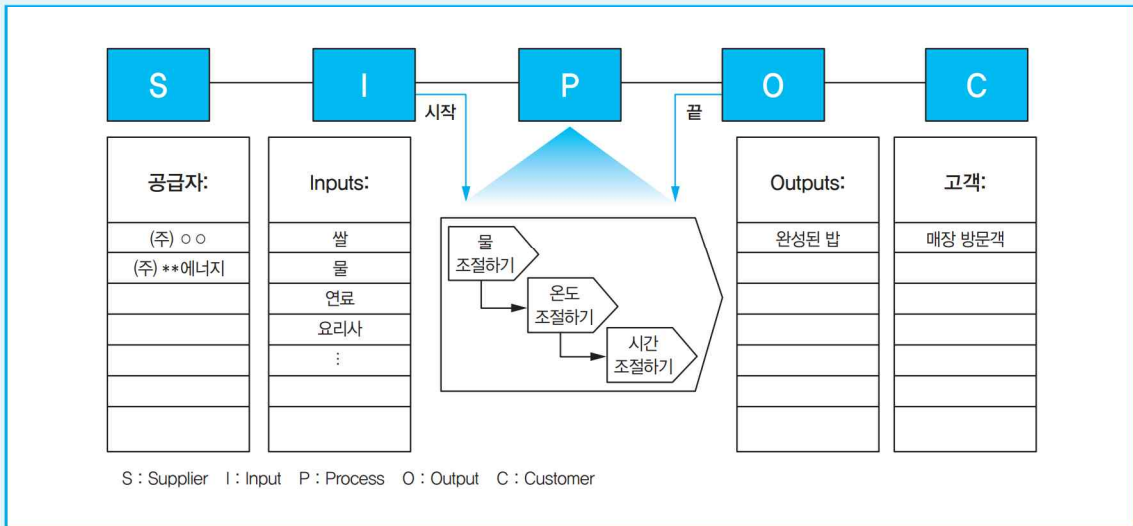 S
I
P
O
C
시작
끝
공급자:
(주) ㅇㅇ
(주) **에너지
Inputs:
쌀
물
연료
요리사
⋮
물
조절하기
온도
조절하기
시간
조절하기
Outputs:
완성된 밥
고객:
매장 방문객
S : Supplier I : Input P : Process O : Output C : Customer